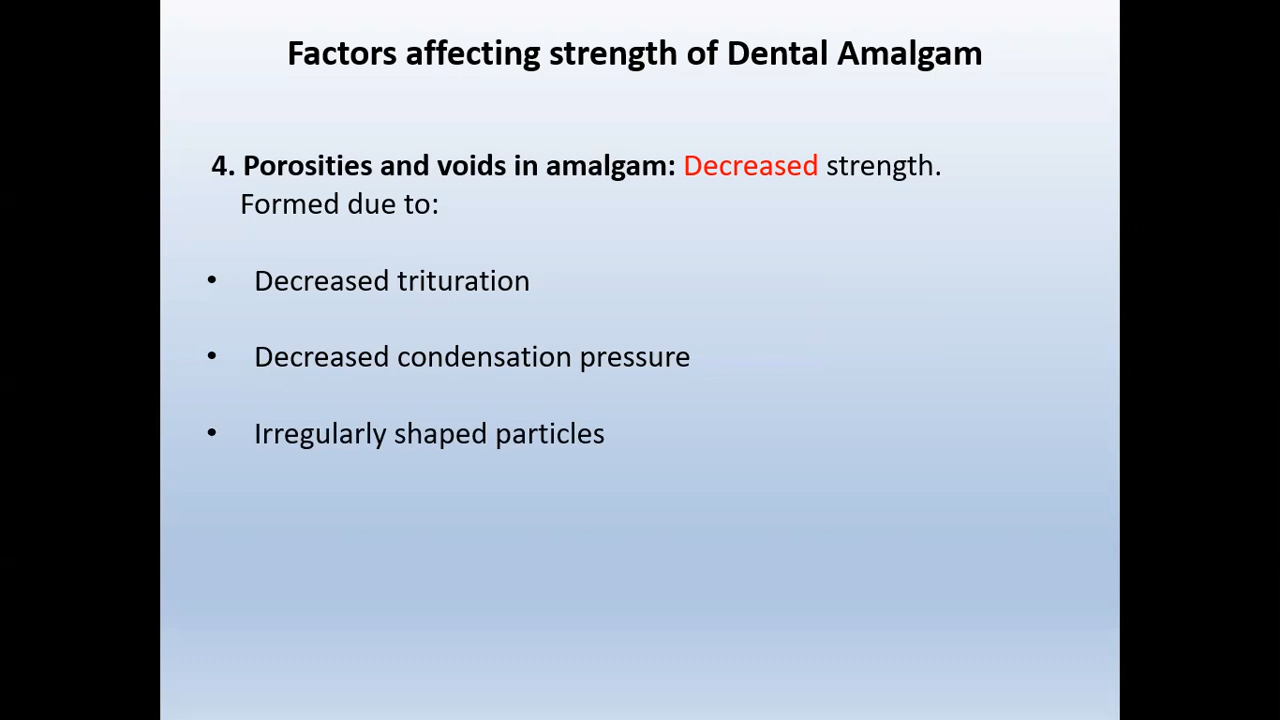 Factors affecting strength of Dental Amalgam
4. Porosities and voids in amalgam: Decreased strength.
Formed due to:
• Decreased trituration
• Decreased condensation pressure
• Irregularly shaped particles